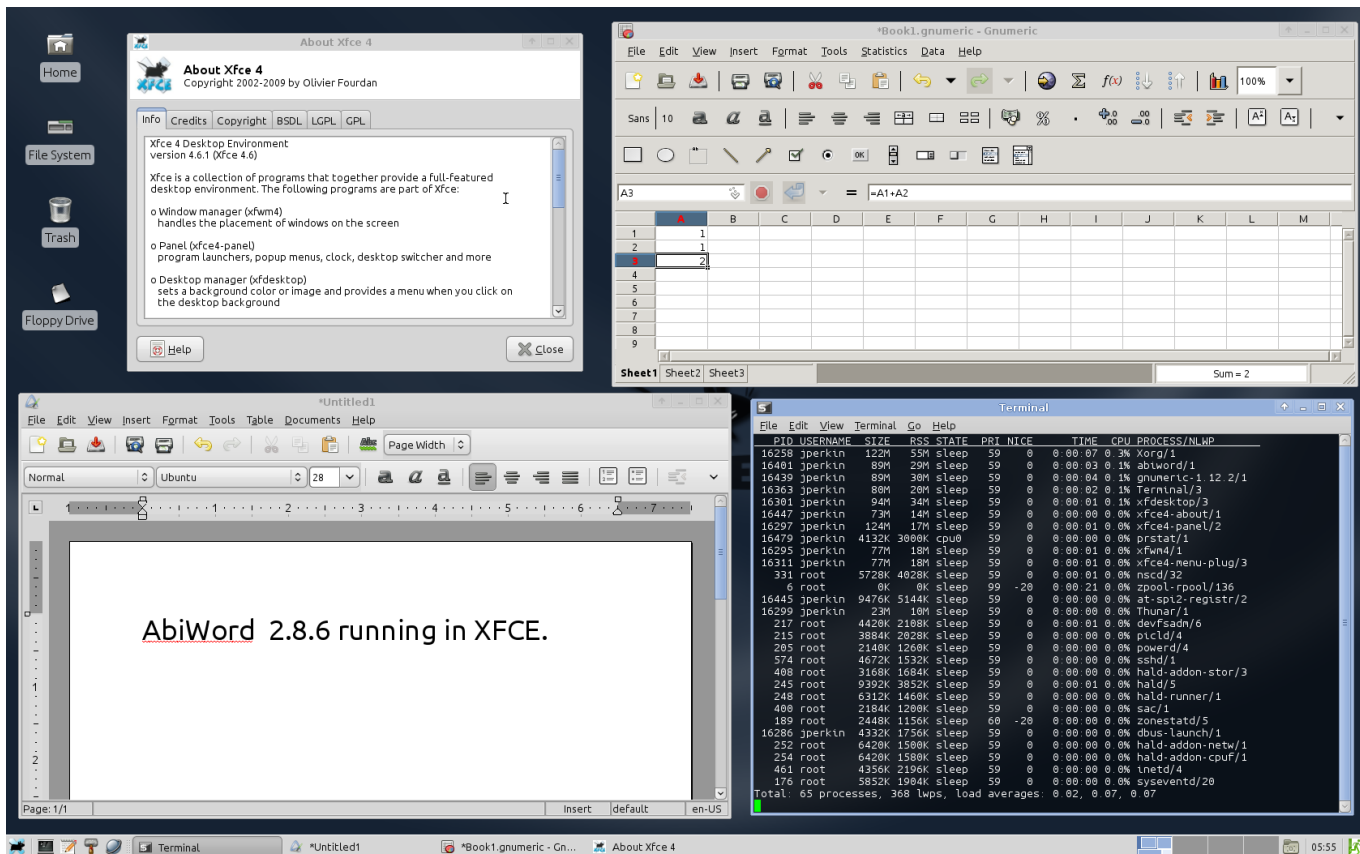 Home
File System
Trash
Floppy Drive
About Xfce 4
XFCE
About Xfce 4
Copyright 2002-2009 by Olivier Fourdan
Info Credits Copyright BSDL LGPL GPL
Xfce 4 Desktop Environment
version 4.6.1 (Xfce 4.6)
Xfce is a collection of programs that together provide a full-featured
desktop environment. The following programs are part of Xfce:
o Window manager (xfwm4)
handles the placement of windows on the screen
o Panel (xfce4-panel)
program launchers, popup menus, clock, desktop switcher and more
o Desktop manager (xfdesktop)
sets a background color or image and provides a menu when you click on
the desktop background
Help Close
*Book1.gnumeric - Gnumeric
File Edit View Insert Format Tools Statistics Data Help
f(x) 100%
Sans 10 a a a % A² A₂
OK
A3 = =A1+A2
A B C D E F G H I J K L M
1 1
2 1
3 2
4
5
6
7
8
9
Sheet1 Sheet2 Sheet3 Sum = 2
*Untitled1
File Edit View Insert Format Tools Table Documents Help
Page Width
Normal Ubuntu 28 a a a
L 1 1 2 3 4 5 6 7
1
2
AbiWord 2.8.6 running in XFCE.
Page: 1/1 Insert default en-US
Terminal
File Edit View Terminal Go Help
PID USERNAME SIZE RSS STATE PRI NICE TIME CPU PROCESS/NLWP
16258 jperkin 122M 55M sleep 59 0 0:00:07 0.3% Xorg/1
16401 jperkin 89M 29M sleep 59 0 0:00:03 0.1% abiword/1
16439 jperkin 89M 30M sleep 59 0 0:00:04 0.1% gnumeric-1.12.2/1
16363 jperkin 80M 20M sleep 59 0 0:00:02 0.1% Terminal/3
16301 jperkin 94M 34M sleep 59 0 0:00:01 0.1% xfdesktop/3
16447 jperkin 73M 14M sleep 59 0 0:00:00 0.0% xfce4-about/1
16297 jperkin 124M 17M sleep 59 0 0:00:01 0.0% xfce4-panel/2
16479 jperkin 4132K 3000K cpu0 59 0 0:00:00 0.0% prstat/1
16295 jperkin 77M 18M sleep 59 0 0:00:01 0.0% xfwm4/1
16311 jperkin 77M 18M sleep 59 0 0:00:01 0.0% xfce4-menu-plug/3
331 root 5728K 4028K sleep 59 0 0:00:01 0.0% nscd/32
6 root 0K 0K sleep 99 -20 0:00:21 0.0% zpool-rpool/136
16445 jperkin 9476K 5144K sleep 59 0 0:00:00 0.0% at-spi2-registr/2
16299 jperkin 23M 10M sleep 59 0 0:00:00 0.0% Thunar/1
217 root 4420K 2108K sleep 59 0 0:00:01 0.0% devfsadm/6
215 root 3884K 2028K sleep 59 0 0:00:00 0.0% picld/4
205 root 2140K 1260K sleep 59 0 0:00:00 0.0% powerd/4
574 root 4672K 1532K sleep 59 0 0:00:00 0.0% sshd/1
408 root 3168K 1684K sleep 59 0 0:00:00 0.0% hald-addon-stor/3
245 root 9392K 3852K sleep 59 0 0:00:01 0.0% hald/5
248 root 6312K 1460K sleep 59 0 0:00:00 0.0% hald-runner/1
400 root 2184K 1200K sleep 59 0 0:00:00 0.0% sac/1
189 root 2448K 1156K sleep 60 -20 0:00:00 0.0% zonestatd/5
16286 jperkin 4332K 1756K sleep 59 0 0:00:00 0.0% dbus-launch/1
252 root 6420K 1500K sleep 59 0 0:00:00 0.0% hald-addon-netw/1
254 root 6420K 1580K sleep 59 0 0:00:00 0.0% hald-addon-cpuf/1
461 root 4356K 2196K sleep 59 0 0:00:00 0.0% inetd/4
176 root 5852K 1904K sleep 59 0 0:00:00 0.0% syseventd/20
Total: 65 processes, 368 lwps, load averages: 0.02, 0.07, 0.07
Terminal *Untitled1 *Book1.gnumeric - Gn... About Xfce 4 05:55